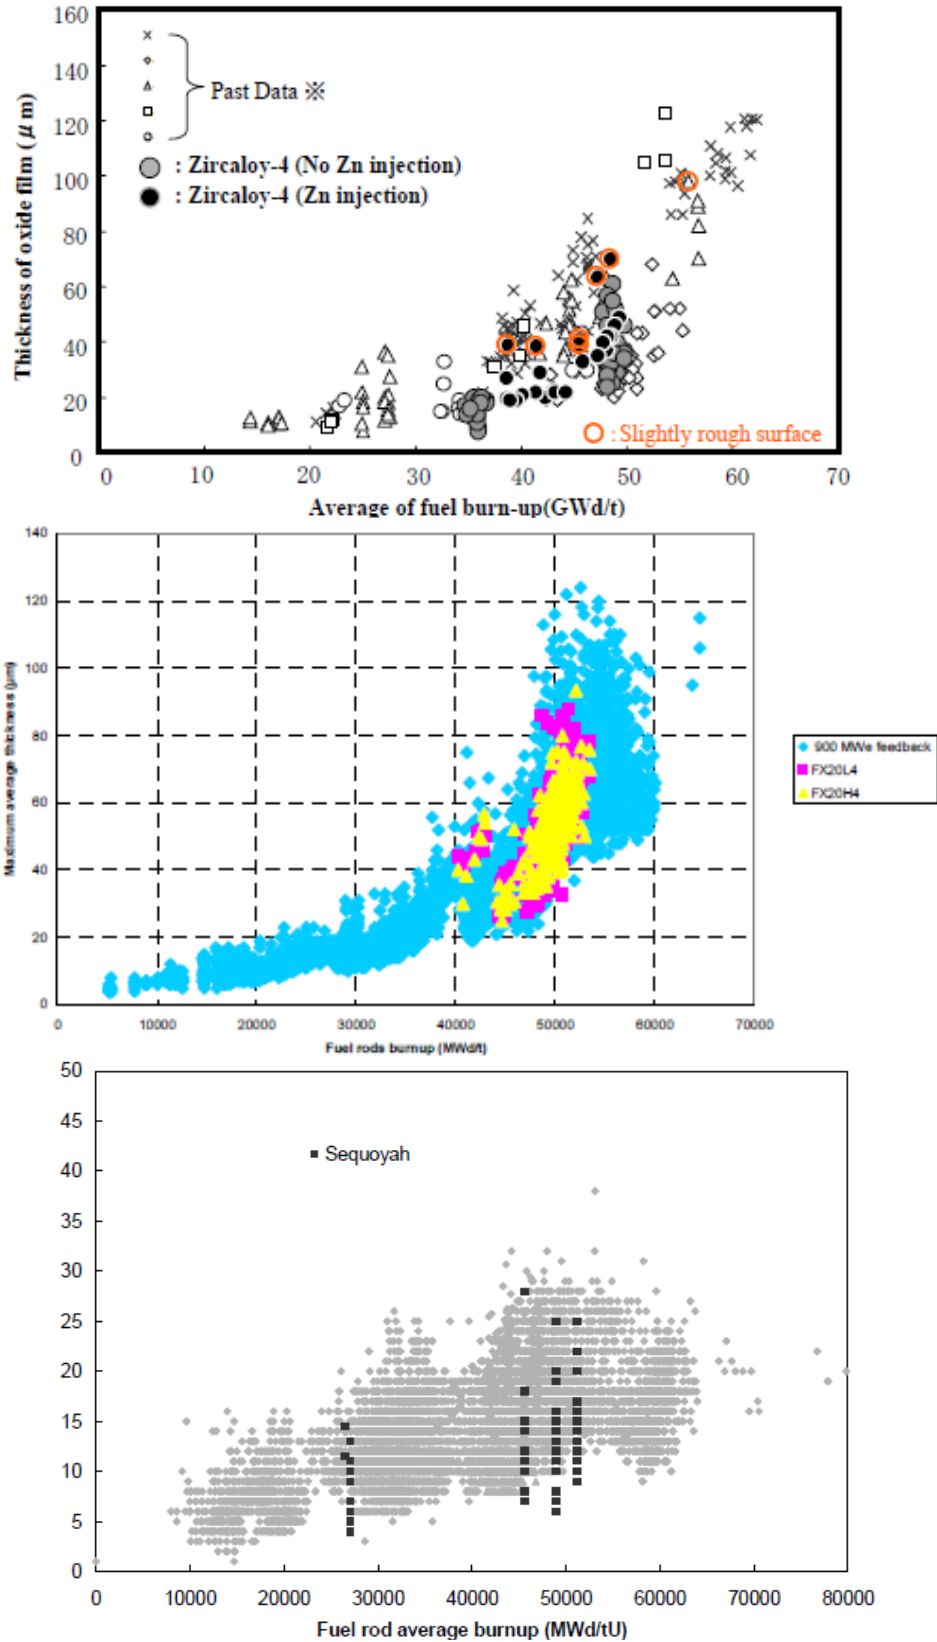 160
140
120
100
80
60
40
20
0
Thickness of oxide film (μm)
Past Data ※
: Zircaloy-4 (No Zn injection)
: Zircaloy-4 (Zn injection)
: Slightly rough surface
0 10 20 30 40 50 60 70
Average of fuel burn-up(GWd/t)
140
120
100
80
60
40
20
0
Maximum average thickness (µm)
900 MWe feedback
FX20L4
FX20H4
0 10000 20000 30000 40000 50000 60000 70000
Fuel rods burnup (MWd/t)
50
45
40
35
30
25
20
15
10
5
0
Sequoyah
0 10000 20000 30000 40000 50000 60000 70000 80000
Fuel rod average burnup (MWd/tU)